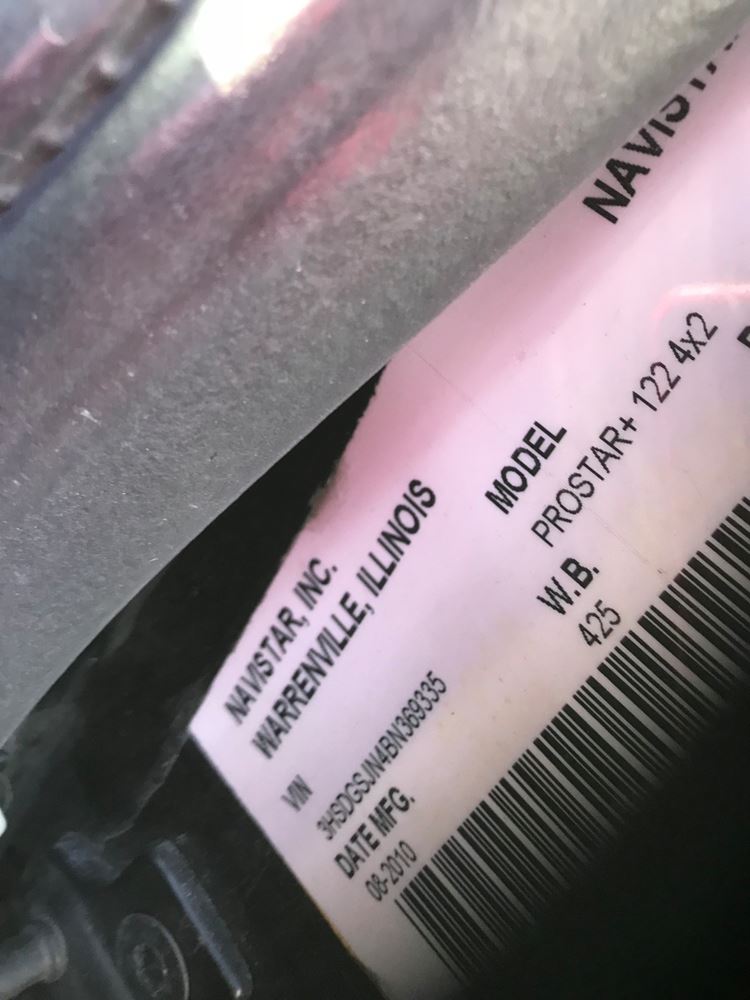 NAVIST
NAVISTAR, INC.
WARRENVILLE, ILLINOIS
MODEL
PROSTAR+ 122 4x2
VIN
3HSDGSJN4BN369335
W.B.
425
DATE MFG.
08-2010